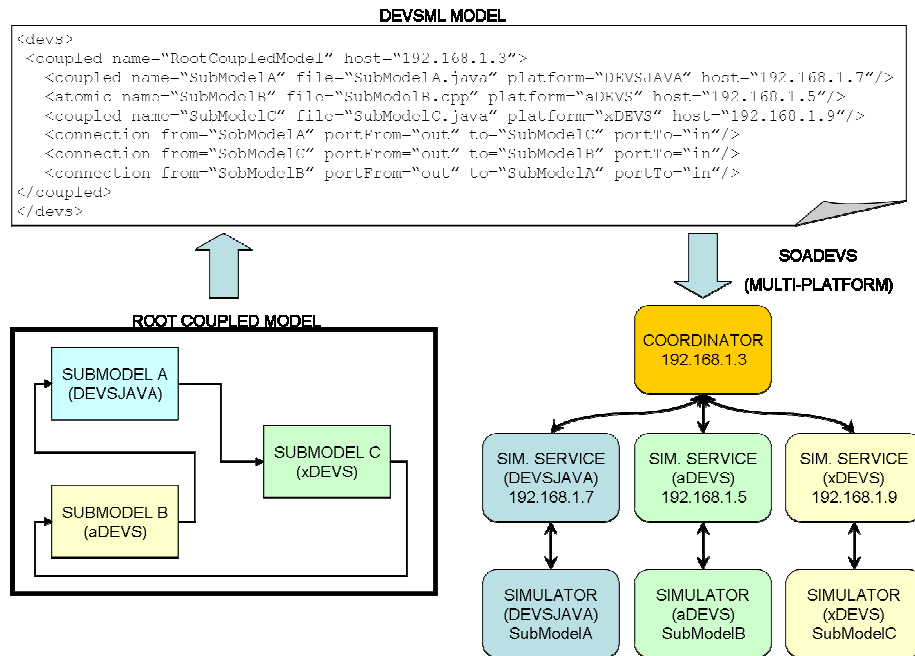 DEVSML MODEL
<devs>
<coupled name="RootCoupledModel" host="192.168.1.3">
<coupled name="SubModelA" file="SubModelA.java" platform="DEVSJAVA" host="192.168.1.7"/>
<atomic name="SubModelB" file="SubModelB.cpp" platform="aDEVS" host="192.168.1.5"/>
<coupled name="SubModelC" file="SubModelC.java" platform="xDEVS" host="192.168.1.9"/>
<connection from="SobModelA" portFrom="out" to="SubModelC" portTo="in"/>
<connection from="SobModelC" portFrom="out" to="SubModelB" portTo="in"/>
<connection from="SobModelB" portFrom="out" to="SubModelA" portTo="in"/>
</coupled>
</devs>
SOADEVS
(MULTI-PLATFORM)
ROOT COUPLED MODEL
SUBMODEL A
(DEVSJAVA)
SUBMODEL C
(xDEVS)
SUBMODEL B
(aDEVS)
COORDINATOR
192.168.1.3
SIM. SERVICE
(DEVSJAVA)
192.168.1.7
SIM. SERVICE
(aDEVS)
192.168.1.5
SIM. SERVICE
(xDEVS)
192.168.1.9
SIMULATOR
(DEVSJAVA)
SubModelA
SIMULATOR
(aDEVS)
SubModelB
SIMULATOR
(xDEVS)
SubModelC